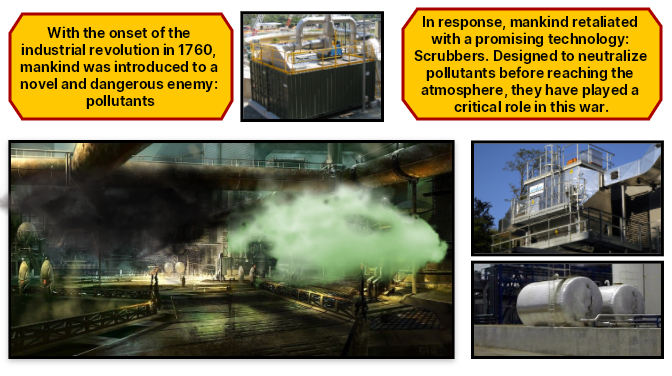 With the onset of the
industrial revolution in 1760,
mankind was introduced to a
novel and dangerous enemy:
pollutants
In response, mankind retaliated
with a promising technology:
Scrubbers. Designed to neutralize
pollutants before reaching the
atmosphere, they have played a
critical role in this war.